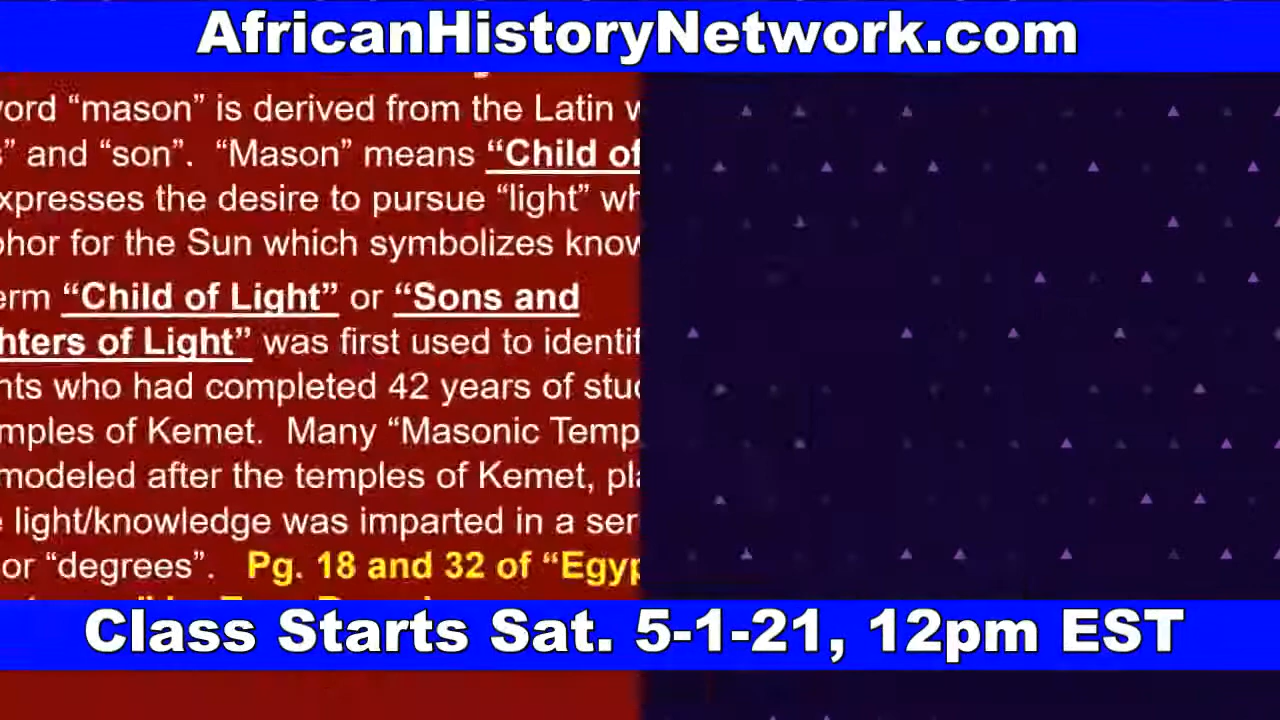 AfricanHistoryNetwork.com
ord “mason” is derived from the Latin w
” and “son”. “Mason” means “Child of
xpresses the desire to pursue “light” wh
phor for the Sun which symbolizes know
erm “Child of Light” or “Sons and
hters of Light” was first used to identif
nts who had completed 42 years of stud
mples of Kemet. Many “Masonic Temp
modeled after the temples of Kemet, pla
light/knowledge was imparted in a ser
or “degrees”. Pg. 18 and 32 of “Egyp
Class Starts Sat. 5-1-21, 12pm EST